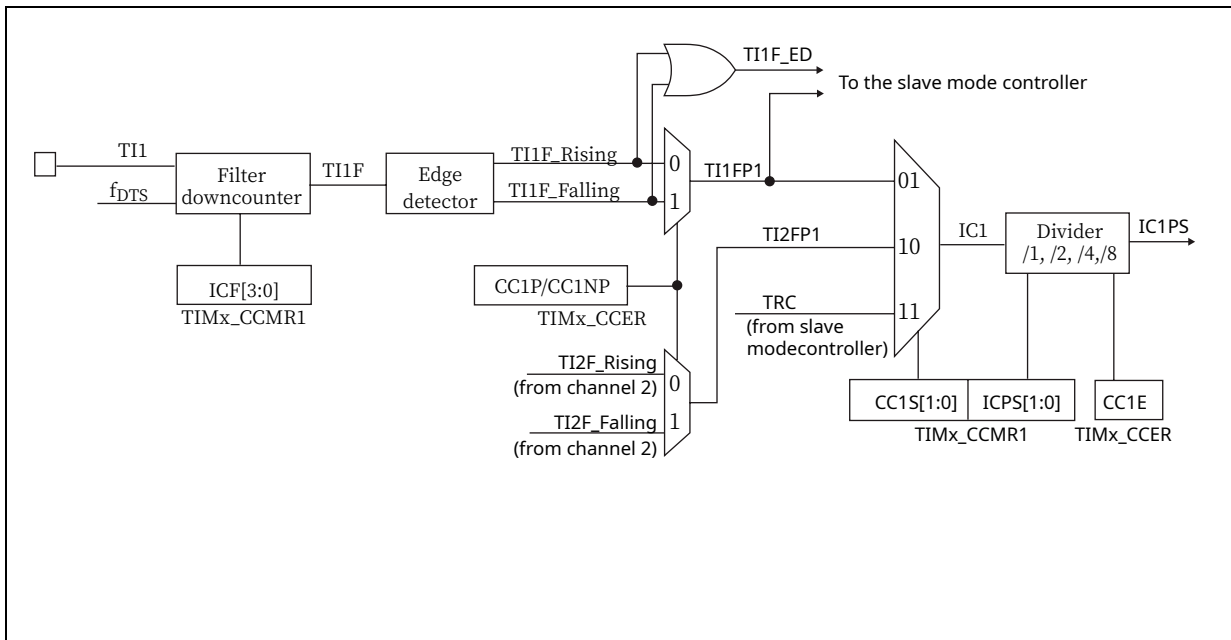 TI1F_ED
To the slave mode controller
TI1
f_DTS
Filter
downcounter
TI1F
Edge
detector
TI1F_Rising
TI1F_Falling
0
1
TI1FP1
01
TI2FP1
10
TRC
(from slave
modecontroller)
11
IC1
Divider
/1, /2, /4,/8
IC1PS
ICF[3:0]
TIMx_CCMR1
CC1P/CC1NP
TIMx_CCER
TI2F_Rising
(from channel 2)
0
TI2F_Falling
(from channel 2)
1
CC1S[1:0]
ICPS[1:0]
TIMx_CCMR1
CC1E
TIMx_CCER